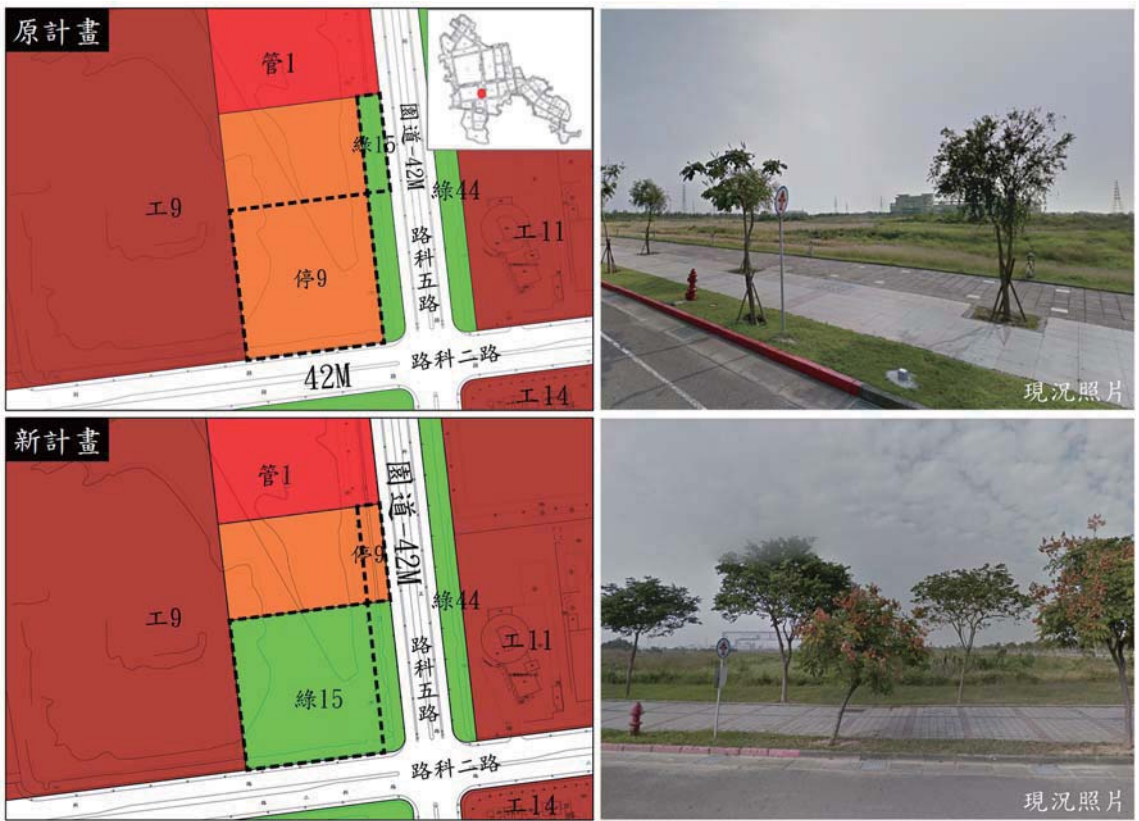 原計畫
管1
園道-42M
綠15
工9
綠44
工11
停9
路科五路
路科二路
42M
工14
現況照片
新計畫
管1
園道-42M
停9
工9
綠44
工11
路科五路
綠15
路科二路
工14
現況照片